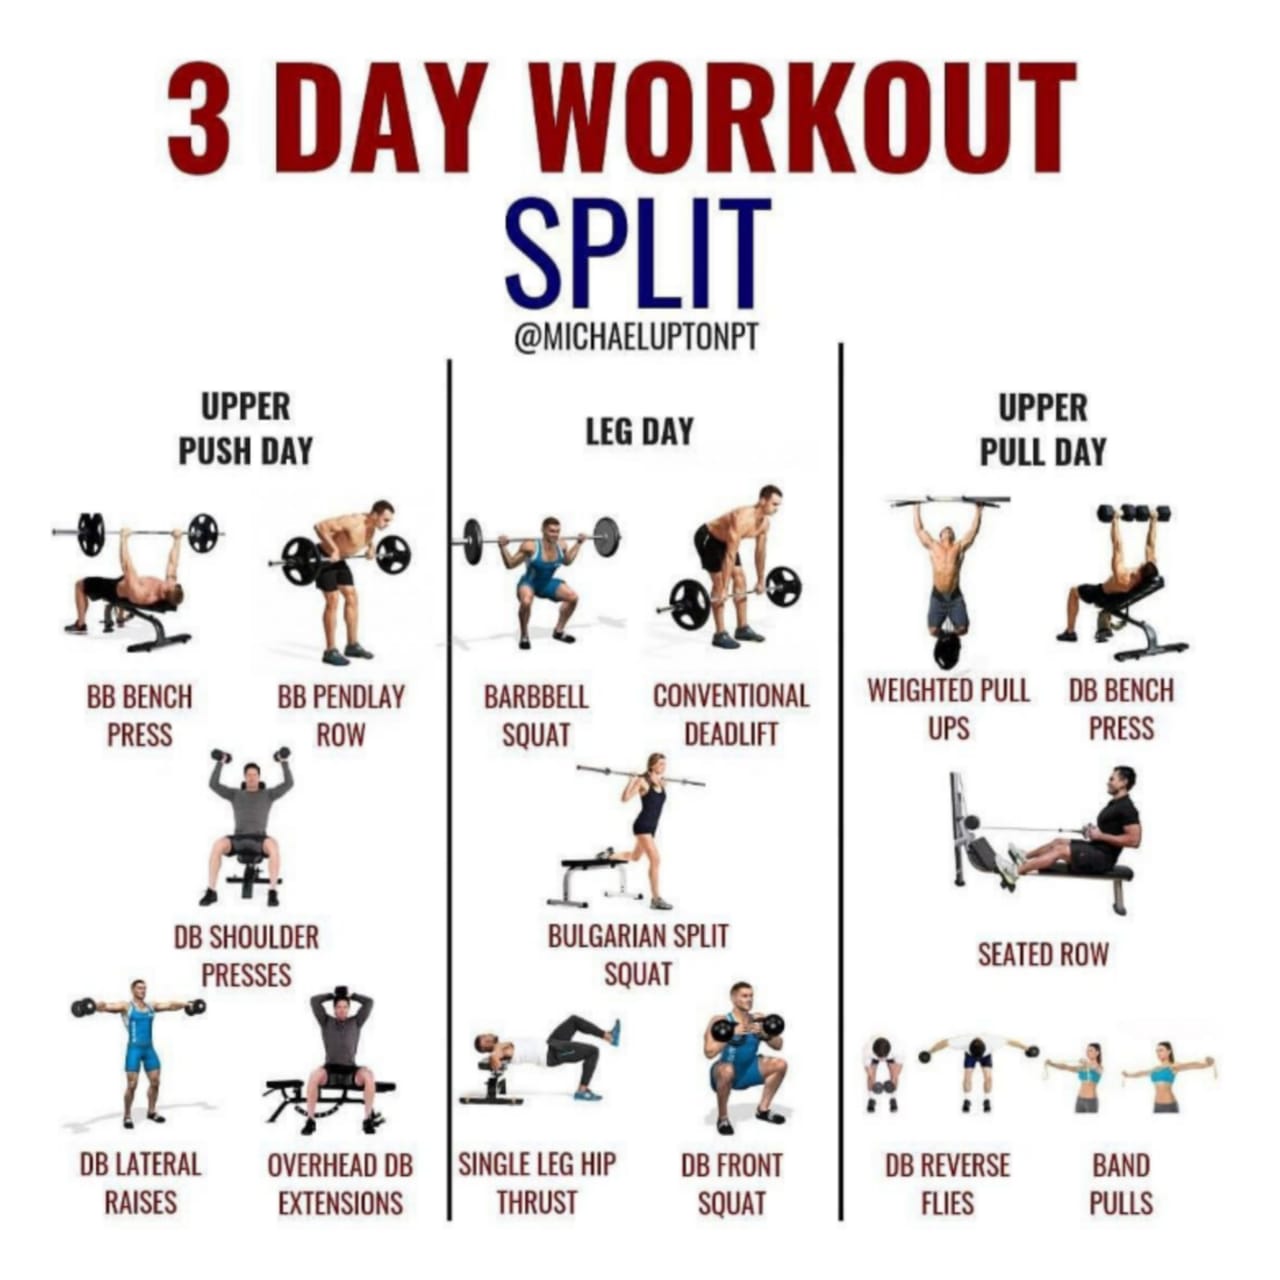 3 DAY WORKOUT
SPLIT
@MICHAELUPTONPT
UPPER
PUSH DAY
BB BENCH
PRESS
BB PENDLAY
ROW
DB SHOULDER
PRESSES
DB LATERAL
RAISES
OVERHEAD DB
EXTENSIONS
LEG DAY
BARBBELL
SQUAT
CONVENTIONAL
DEADLIFT
BULGARIAN SPLIT
SQUAT
SINGLE LEG HIP
THRUST
DB FRONT
SQUAT
UPPER
PULL DAY
WEIGHTED PULL
UPS
DB BENCH
PRESS
SEATED ROW
DB REVERSE
FLIES
BAND
PULLS